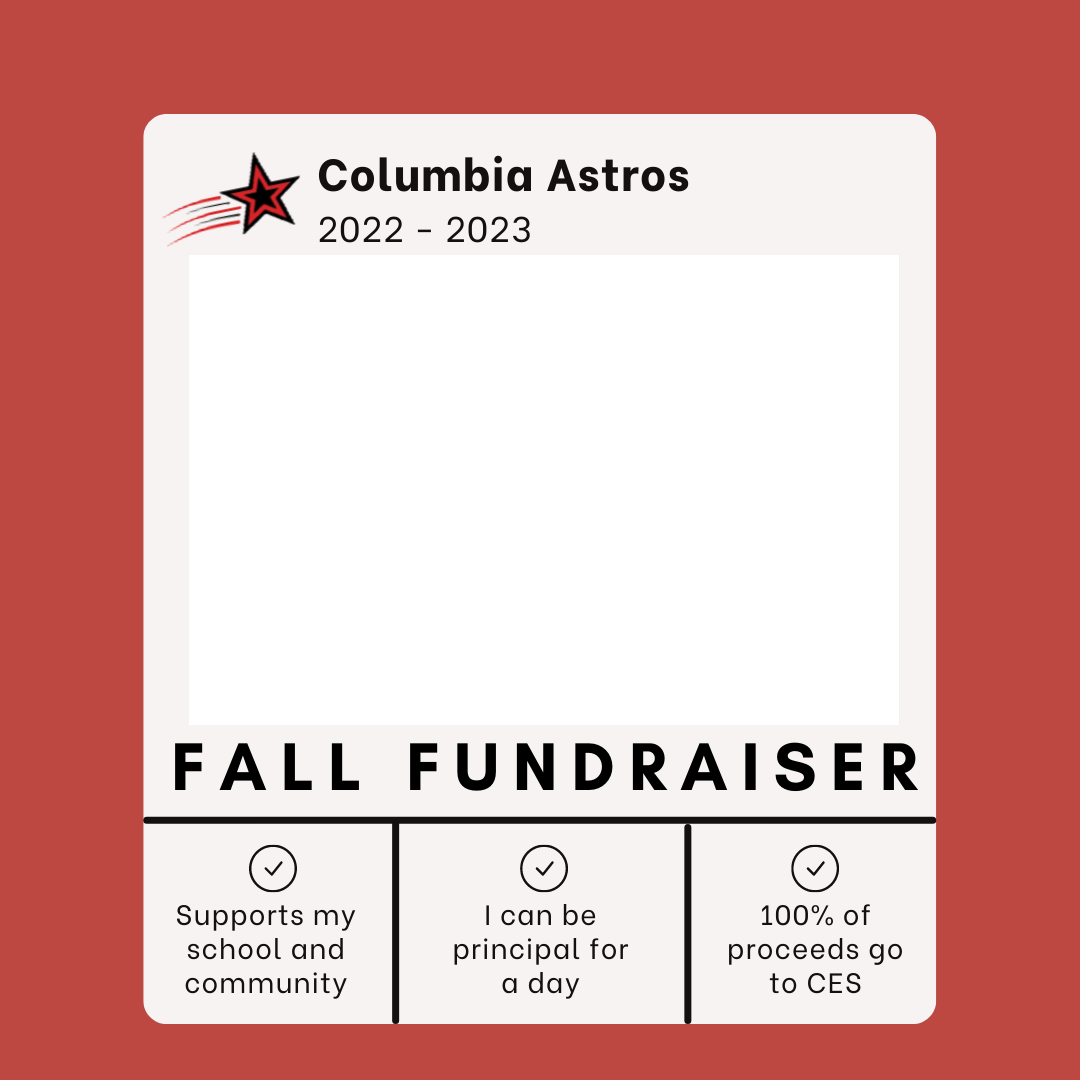 Columbia Astros
2022 - 2023
FALL FUNDRAISER
Supports my
school and
community
I can be
principal for
a day
100% of
proceeds go
to CES